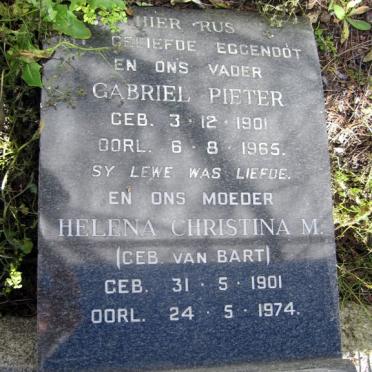 HIER RUS
GELIEFDE EGGENOOT
EN ONS VADER
GABRIEL PIETER
GEB. 3·12·1901
OORL. 6·8·1965.
SY LEWE WAS LIEFDE.
EN ONS MOEDER
HELENA CHRISTINA M.
(GEB. VAN BART)
GEB. 31·5·1901
OORL. 24·5·1974.